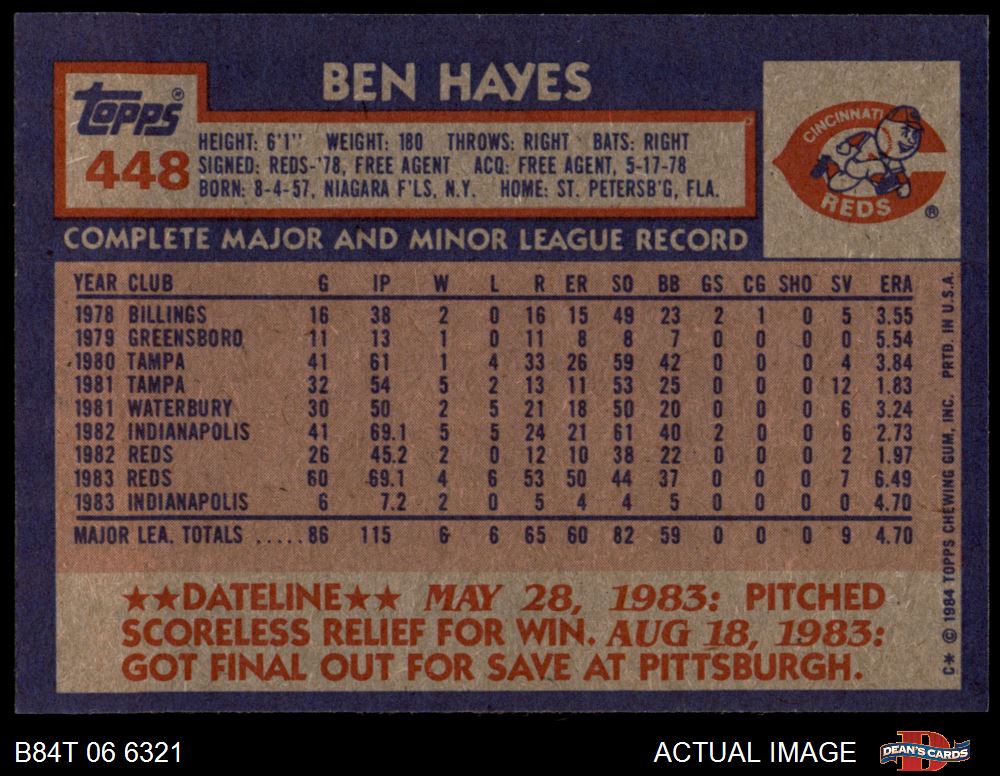 BEN HAYES
TOPPS®
448
HEIGHT: 6'1" WEIGHT: 180 THROWS: RIGHT BATS: RIGHT
SIGNED: REDS-'78, FREE AGENT ACQ: FREE AGENT, 5-17-78
BORN: 8-4-57, NIAGARA F'LS, N.Y. HOME: ST. PETERSB'G, FLA.
CINCINNATI
REDS
®
COMPLETE MAJOR AND MINOR LEAGUE RECORD
YEAR CLUB G IP W L R ER SO BB GS CG SHO SV ERA
1978 BILLINGS 16 38 2 0 16 15 49 23 2 1 0 5 3.55
1979 GREENSBORO 11 13 1 0 11 8 8 7 0 0 0 0 5.54
1980 TAMPA 41 61 1 4 33 26 59 42 0 0 0 4 3.84
1981 TAMPA 32 54 5 2 13 11 53 25 0 0 0 12 1.83
1981 WATERBURY 30 50 2 5 21 18 50 20 0 0 0 6 3.24
1982 INDIANAPOLIS 41 69.1 5 5 24 21 61 40 2 0 0 6 2.73
1982 REDS 26 45.2 2 0 12 10 38 22 0 0 0 2 1.97
1983 REDS 60 69.1 4 6 53 50 44 37 0 0 0 7 6.49
1983 INDIANAPOLIS 6 7.2 2 0 5 4 4 5 0 0 0 0 4.70
MAJOR LEA. TOTALS .....86 115 6 6 65 60 82 59 0 0 0 9 4.70
★★DATELINE★★ MAY 28, 1983: PITCHED
SCORELESS RELIEF FOR WIN. AUG 18, 1983:
GOT FINAL OUT FOR SAVE AT PITTSBURGH.
C* © 1984 TOPPS CHEWING GUM, INC. PRTD. IN U.S.A.
B84T 06 6321
ACTUAL IMAGE
D
DEAN'S CARDS